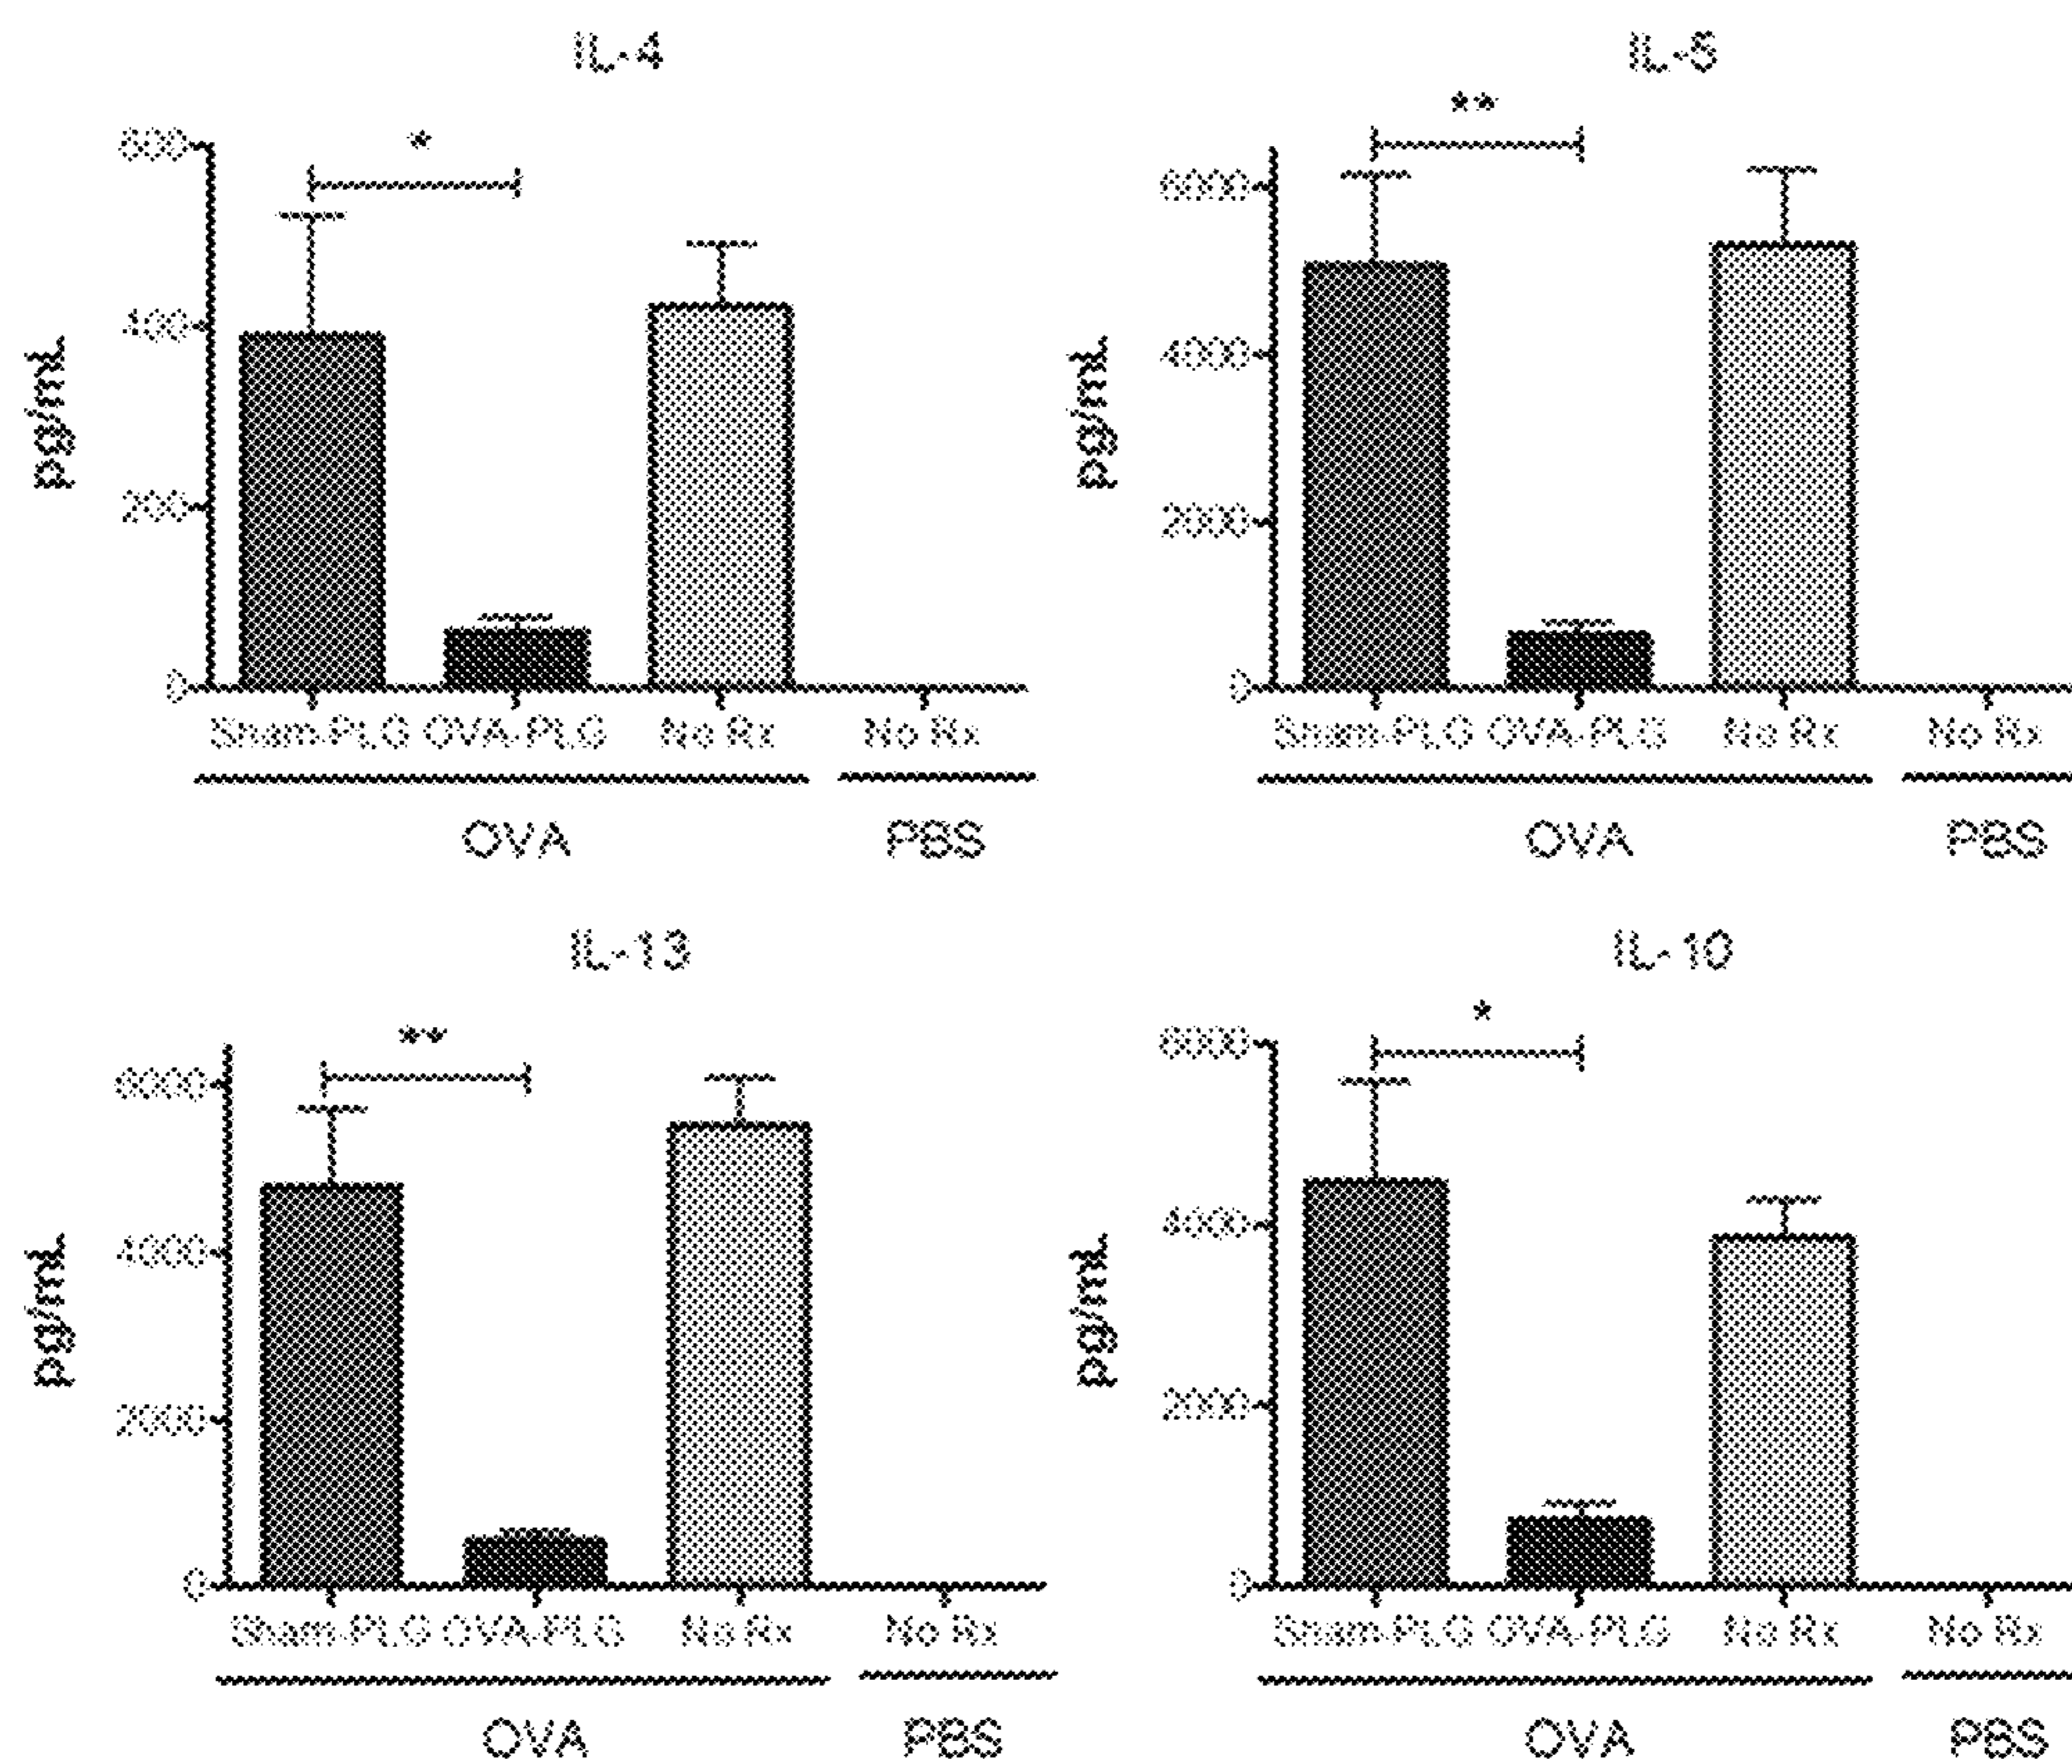 IL-4
*
600
400
200
0
pg/mL
Sham-PLG OVA-PLG No Rx No Rx
OVA PBS
IL-5
**
6000
4000
2000
0
pg/mL
Sham-PLG OVA-PLG No Rx No Rx
OVA PBS
IL-13
**
6000
4000
2000
0
pg/mL
Sham-PLG OVA-PLG No Rx No Rx
OVA PBS
IL-10
*
6000
4000
2000
0
pg/mL
Sham-PLG OVA-PLG No Rx No Rx
OVA PBS